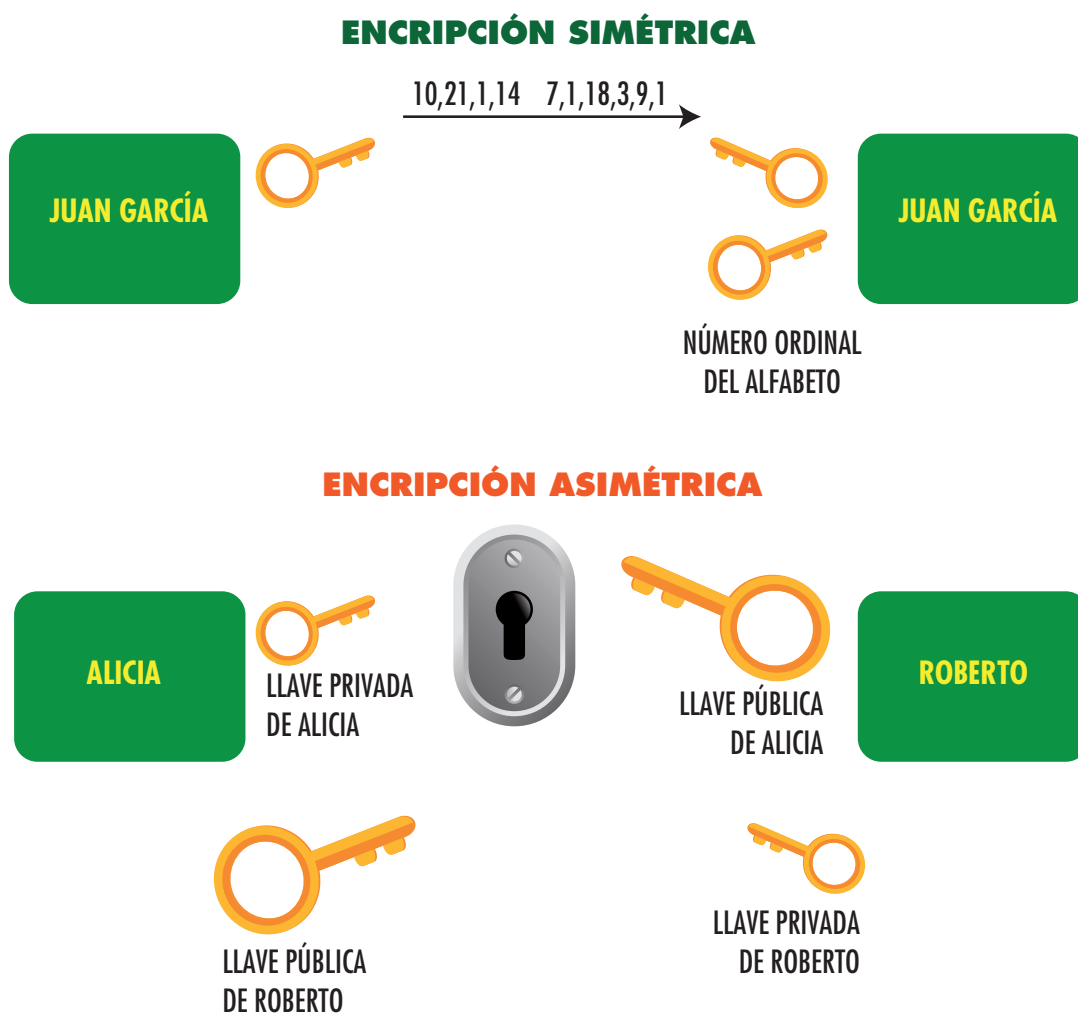 ENCRIPCIÓN SIMÉTRICA
10,21,1,14 7,1,18,3,9,1
JUAN GARCÍA
JUAN GARCÍA
NÚMERO ORDINAL
DEL ALFABETO
ENCRIPCIÓN ASIMÉTRICA
ALICIA
LLAVE PRIVADA
DE ALICIA
LLAVE PÚBLICA
DE ALICIA
ROBERTO
LLAVE PÚBLICA
DE ROBERTO
LLAVE PRIVADA
DE ROBERTO